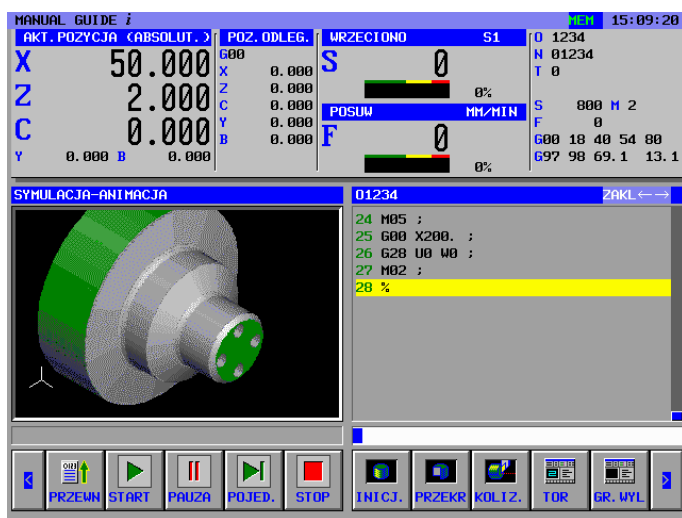 MANUAL GUIDE i MEM 15:09:20
AKT.POZYCJA (ABSOLUT.)
X 50.000
Z 2.000
C 0.000
Y 0.000 B 0.000
POZ.ODLEG.
G00
X 0.000
Z 0.000
C 0.000
Y 0.000
B 0.000
WRZECIONO S1
S 0
0%
POSUW MM/MIN
F 0
0%
O 1234
N 01234
T 0
S 800 M 2
F 0
G00 18 40 54 80
G97 98 69.1 13.1
SYMULACJA-ANIMACJA
O1234 ZAKL←→
24 M05 ;
25 G00 X200. ;
26 G28 U0 W0 ;
27 M02 ;
28 %
< PRZEWN START PAUZA POJED. STOP INICJ. PRZEKR KOLIZ. TOR GR.WYL >